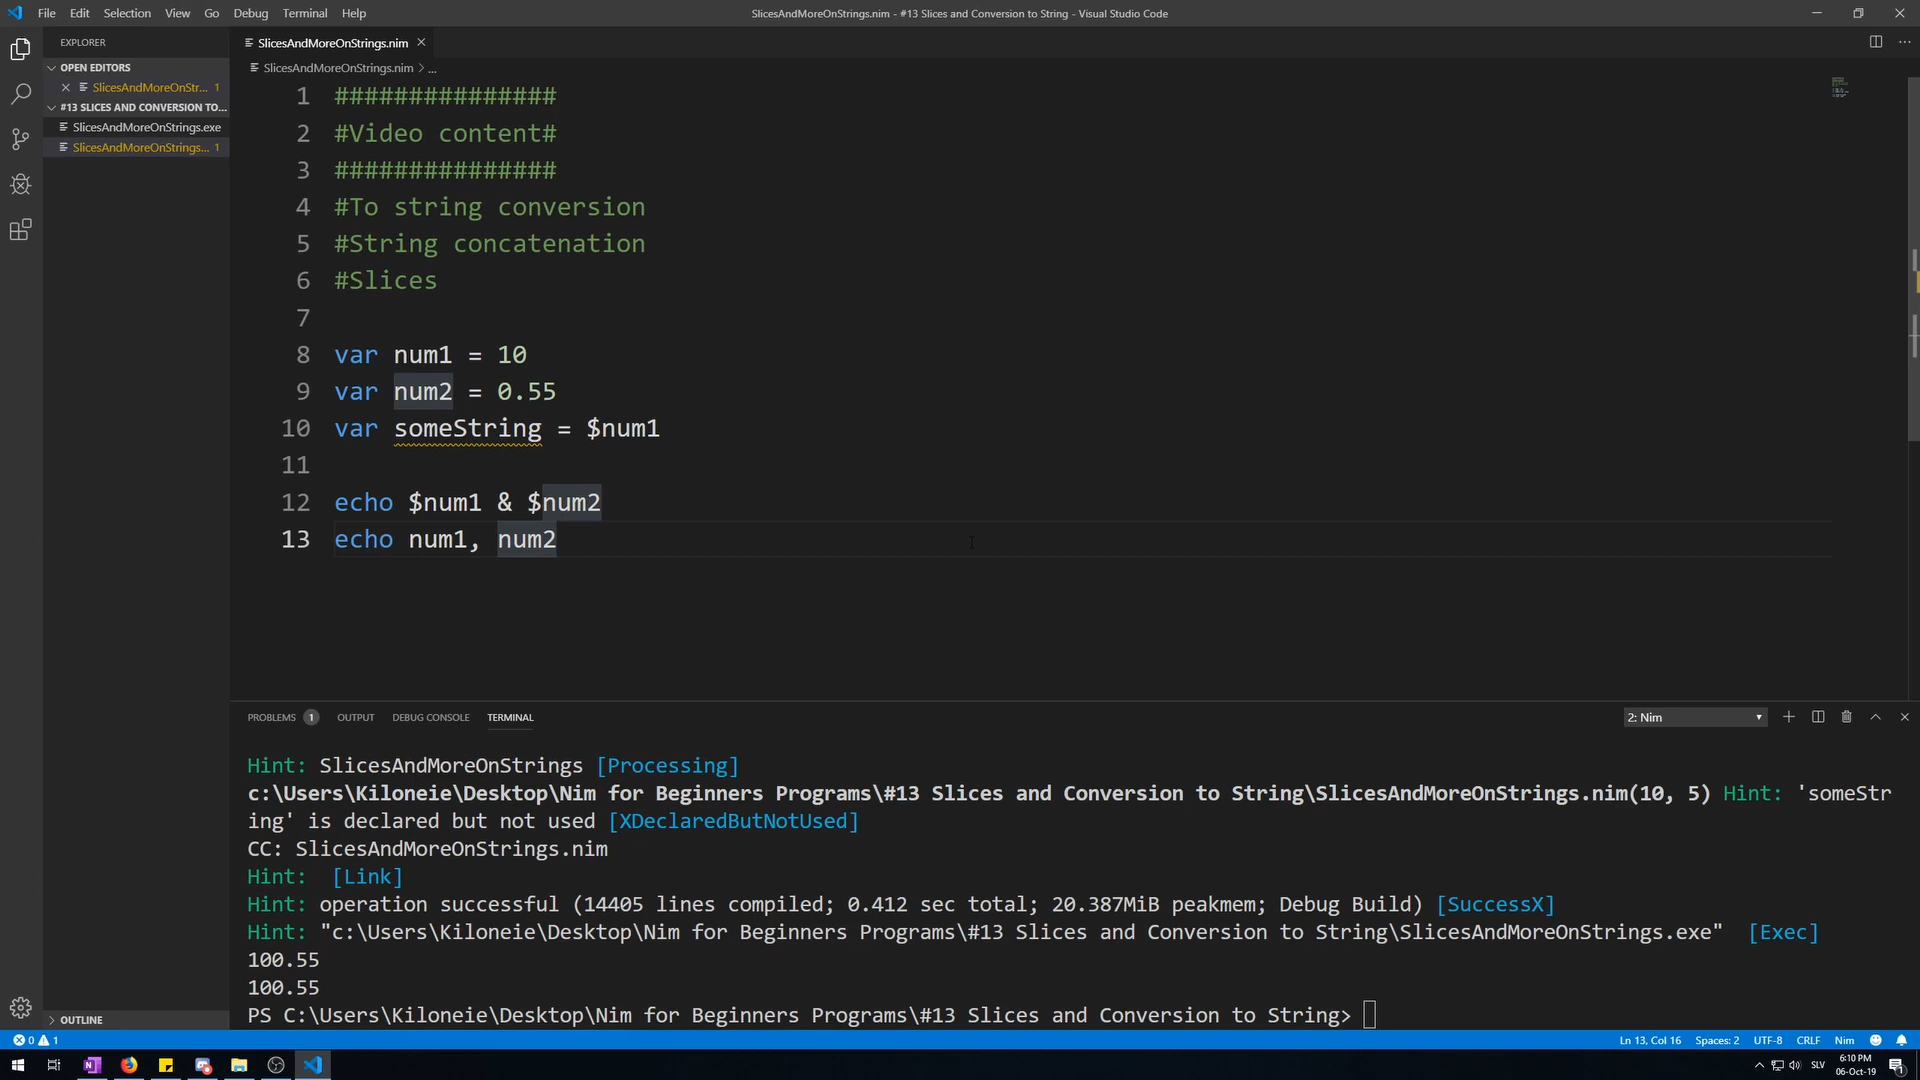 File Edit Selection View Go Debug Terminal Help
SlicesAndMoreOnStrings.nim - #13 Slices and Conversion to String - Visual Studio Code
EXPLORER
OPEN EDITORS
SlicesAndMoreOnStr... 1
#13 SLICES AND CONVERSION TO...
SlicesAndMoreOnStrings.exe
SlicesAndMoreOnStrings... 1
OUTLINE
SlicesAndMoreOnStrings.nim
SlicesAndMoreOnStrings.nim > ...
1 ###############
2 #Video content#
3 ###############
4 #To string conversion
5 #String concatenation
6 #Slices
7
8 var num1 = 10
9 var num2 = 0.55
10 var someString = $num1
11
12 echo $num1 & $num2
13 echo num1, num2
PROBLEMS 1 OUTPUT DEBUG CONSOLE TERMINAL
2: Nim
Hint: SlicesAndMoreOnStrings [Processing]
c:\Users\Kiloneie\Desktop\Nim for Beginners Programs\#13 Slices and Conversion to String\SlicesAndMoreOnStrings.nim(10, 5) Hint: 'someStr
ing' is declared but not used [XDeclaredButNotUsed]
CC: SlicesAndMoreOnStrings.nim
Hint:  [Link]
Hint: operation successful (14405 lines compiled; 0.412 sec total; 20.387MiB peakmem; Debug Build) [SuccessX]
Hint: "c:\Users\Kiloneie\Desktop\Nim for Beginners Programs\#13 Slices and Conversion to String\SlicesAndMoreOnStrings.exe"  [Exec]
100.55
100.55
PS C:\Users\Kiloneie\Desktop\Nim for Beginners Programs\#13 Slices and Conversion to String>
0 1
Ln 13, Col 16 Spaces: 2 UTF-8 CRLF Nim
SLV
6:10 PM
06-Oct-19
1